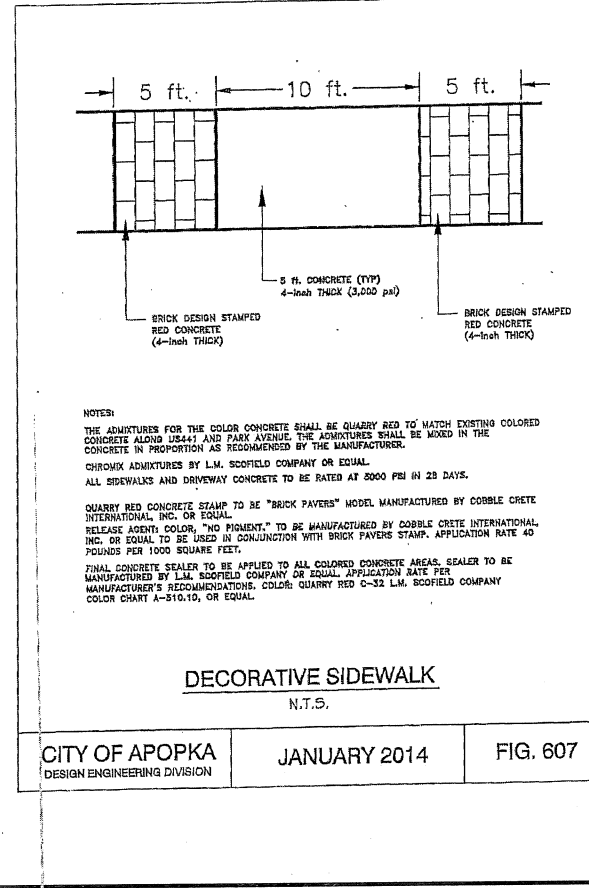 5 ft. 10 ft. 5 ft.
5 ft. CONCRETE (TYP)
4-inch THICK (3,000 psi)
BRICK DESIGN STAMPED
RED CONCRETE
(4-inch THICK)
BRICK DESIGN STAMPED
RED CONCRETE
(4-inch THICK)
NOTES:
THE ADMIXTURES FOR THE COLOR CONCRETE SHALL BE QUARRY RED TO MATCH EXISTING COLORED
CONCRETE ALONG US441 AND PARK AVENUE. THE ADMIXTURES SHALL BE MIXED IN THE
CONCRETE IN PROPORTION AS RECOMMENDED BY THE MANUFACTURER.
CHROMIX ADMIXTURES BY L.M. SCOFIELD COMPANY OR EQUAL
ALL SIDEWALKS AND DRIVEWAY CONCRETE TO BE RATED AT 3000 PSI IN 28 DAYS.
QUARRY RED CONCRETE STAMP TO BE "BRICK PAVERS" MODEL MANUFACTURED BY COBBLE CRETE
INTERNATIONAL, INC. OR EQUAL.
RELEASE AGENT: COLOR, "NO PIGMENT." TO BE MANUFACTURED BY COBBLE CRETE INTERNATIONAL,
INC. OR EQUAL TO BE USED IN CONJUNCTION WITH BRICK PAVERS STAMP. APPLICATION RATE 40
POUNDS PER 1000 SQUARE FEET.
FINAL CONCRETE SEALER TO BE APPLIED TO ALL COLORED CONCRETE AREAS. SEALER TO BE
MANUFACTURED BY L.M. SCOFIELD COMPANY OR EQUAL. APPLICATION RATE PER
MANUFACTURER'S RECOMMENDATIONS. COLOR: QUARRY RED C-32 L.M. SCOFIELD COMPANY
COLOR CHART A-310.10, OR EQUAL.
DECORATIVE SIDEWALK
N.T.S.
CITY OF APOPKA
DESIGN ENGINEERING DIVISION
JANUARY 2014
FIG. 607